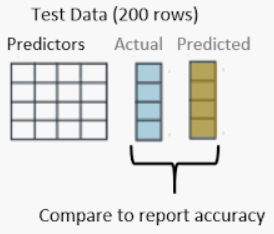 Test Data (200 rows)
Predictors Actual Predicted
Compare to report accuracy